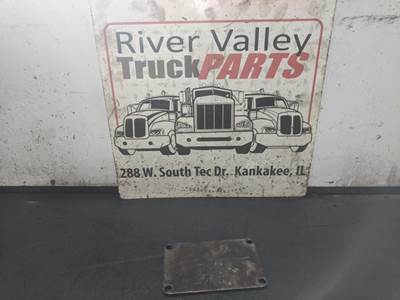 River Valley
TruckPARTS
288 W. South Tec Dr. Kankakee, IL